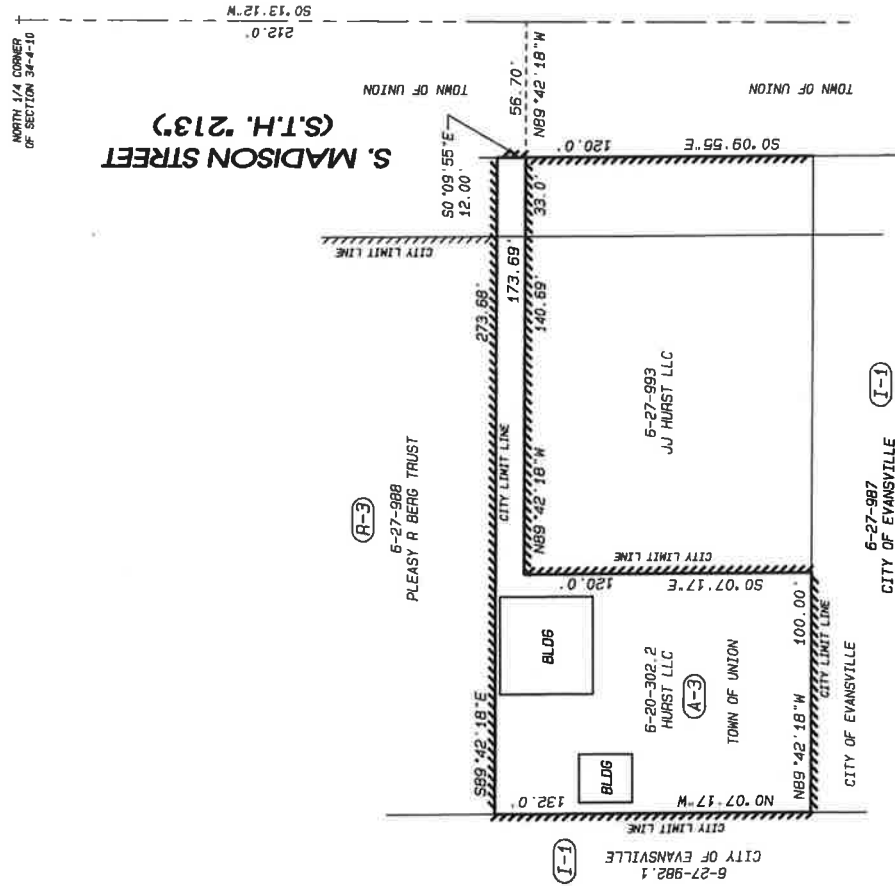 NORTH 1/4 CORNER
OF SECTION 34-4-10
S0°13'12"W
212.0'
S. MADISON STREET
(S.T.H. "213")
TOWN OF UNION
56.70'
N89°42'18"W
TOWN OF UNION
S0°09'55"E
12.00'
S0°09'55"E
120.0'
CITY LIMIT LINE
273.68'
173.69'
33.0'
140.69'
CITY LIMIT LINE
N89°42'18"W
S89°42'18"E
R-3
6-27-988
PLEASY R BERG TRUST
6-27-993
JJ HURST LLC
CITY LIMIT LINE
S0°07'17"E
120.0'
BLDG
BLDG
6-20-302.2
HURST LLC
A-3
TOWN OF UNION
N89°42'18"W
100.00'
CITY LIMIT LINE
CITY OF EVANSVILLE
I-1
6-27-987
CITY OF EVANSVILLE
N0°07'17"W
132.0'
CITY LIMIT LINE
6-27-982.1
CITY OF EVANSVILLE
I-1